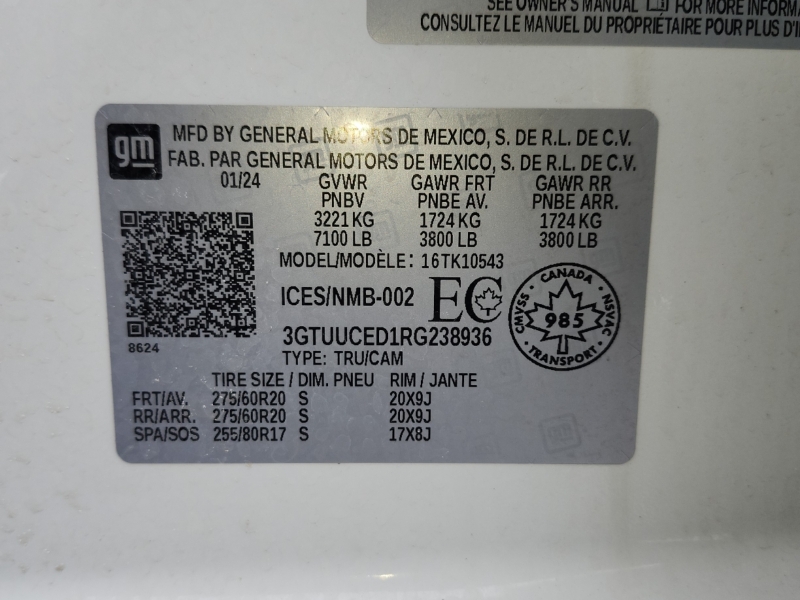 SEE OWNER'S MANUAL FOR MORE INFORMA
CONSULTEZ LE MANUEL DU PROPRIÉTAIRE POUR PLUS D'I
gm
MFD BY GENERAL MOTORS DE MEXICO, S. DE R.L. DE C.V.
FAB. PAR GENERAL MOTORS DE MEXICO, S. DE R.L. DE C.V.
01/24 GVWR GAWR FRT GAWR RR
PNBV PNBE AV. PNBE ARR.
3221 KG 1724 KG 1724 KG
7100 LB 3800 LB 3800 LB
MODEL/MODÈLE: 16TK10543
ICES/NMB-002 EC
CANADA
CMVSS 985 NSVAC
TRANSPORT
3GTUUCED1RG238936
8624
TYPE: TRU/CAM
TIRE SIZE / DIM. PNEU RIM / JANTE
FRT/AV. 275/60R20 S 20X9J
RR/ARR. 275/60R20 S 20X9J
SPA/SOS 255/80R17 S 17X8J